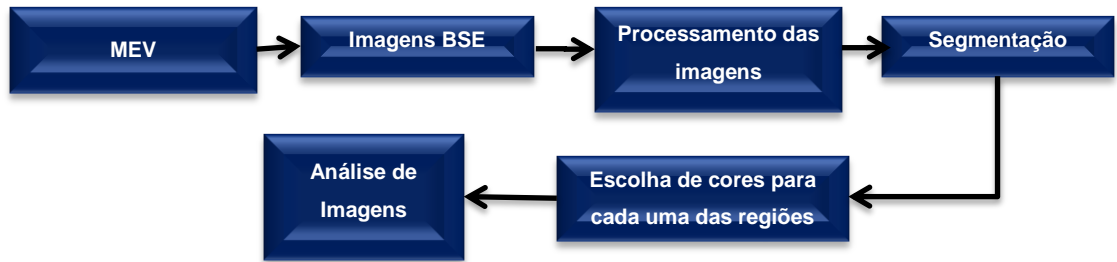 MEV
Imagens BSE
Processamento das
imagens
Segmentação
Escolha de cores para
cada uma das regiões
Análise de
Imagens